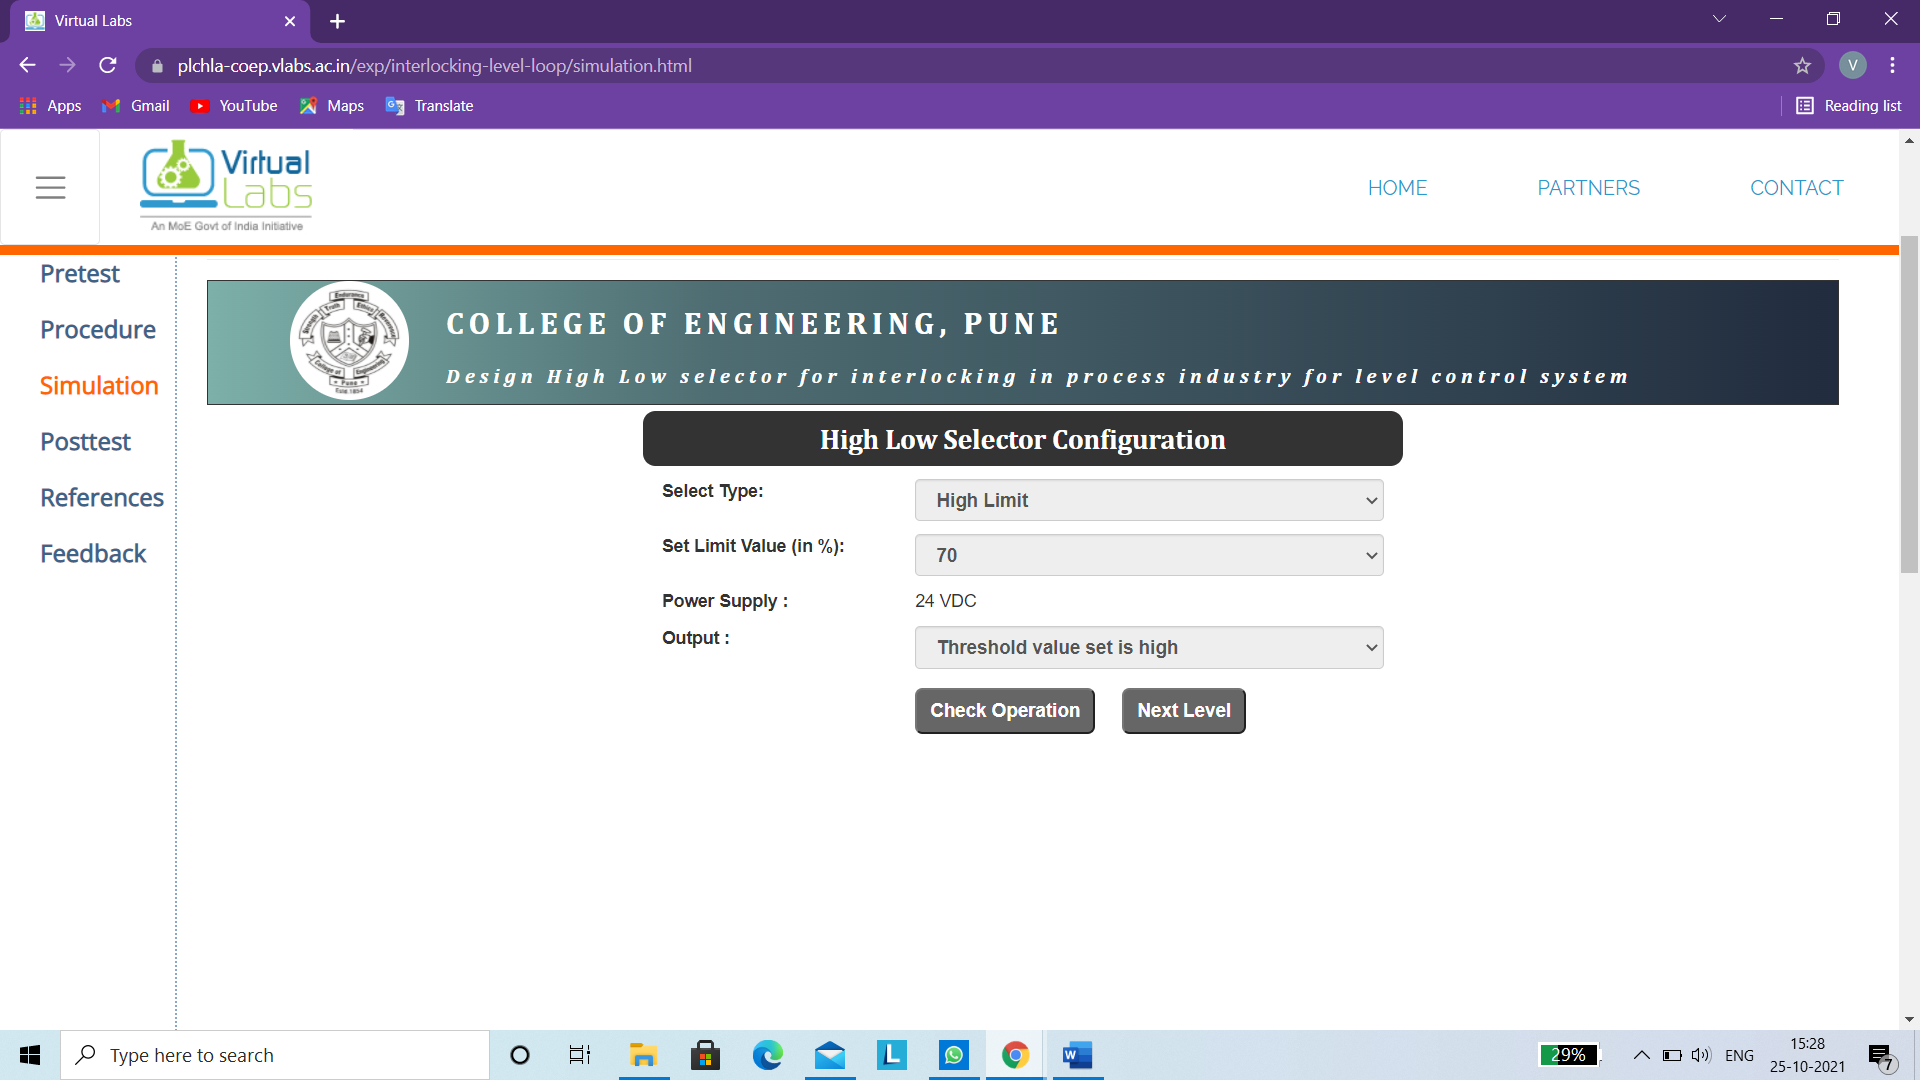 Virtual Labs
plchla-coep.vlabs.ac.in/exp/interlocking-level-loop/simulation.html
V
Apps
Gmail
YouTube
Maps
Translate
Reading list
Virtual
Labs
An MoE Govt of India Initiative
HOME
PARTNERS
CONTACT
Pretest
Procedure
Simulation
Posttest
References
Feedback
COLLEGE OF ENGINEERING, PUNE
Design High Low selector for interlocking in process industry for level control system
High Low Selector Configuration
Select Type:
High Limit
Set Limit Value (in %):
70
Power Supply :
24 VDC
Output :
Threshold value set is high
Check Operation
Next Level
Type here to search
L
W
29%
ENG
15:28
25-10-2021
7